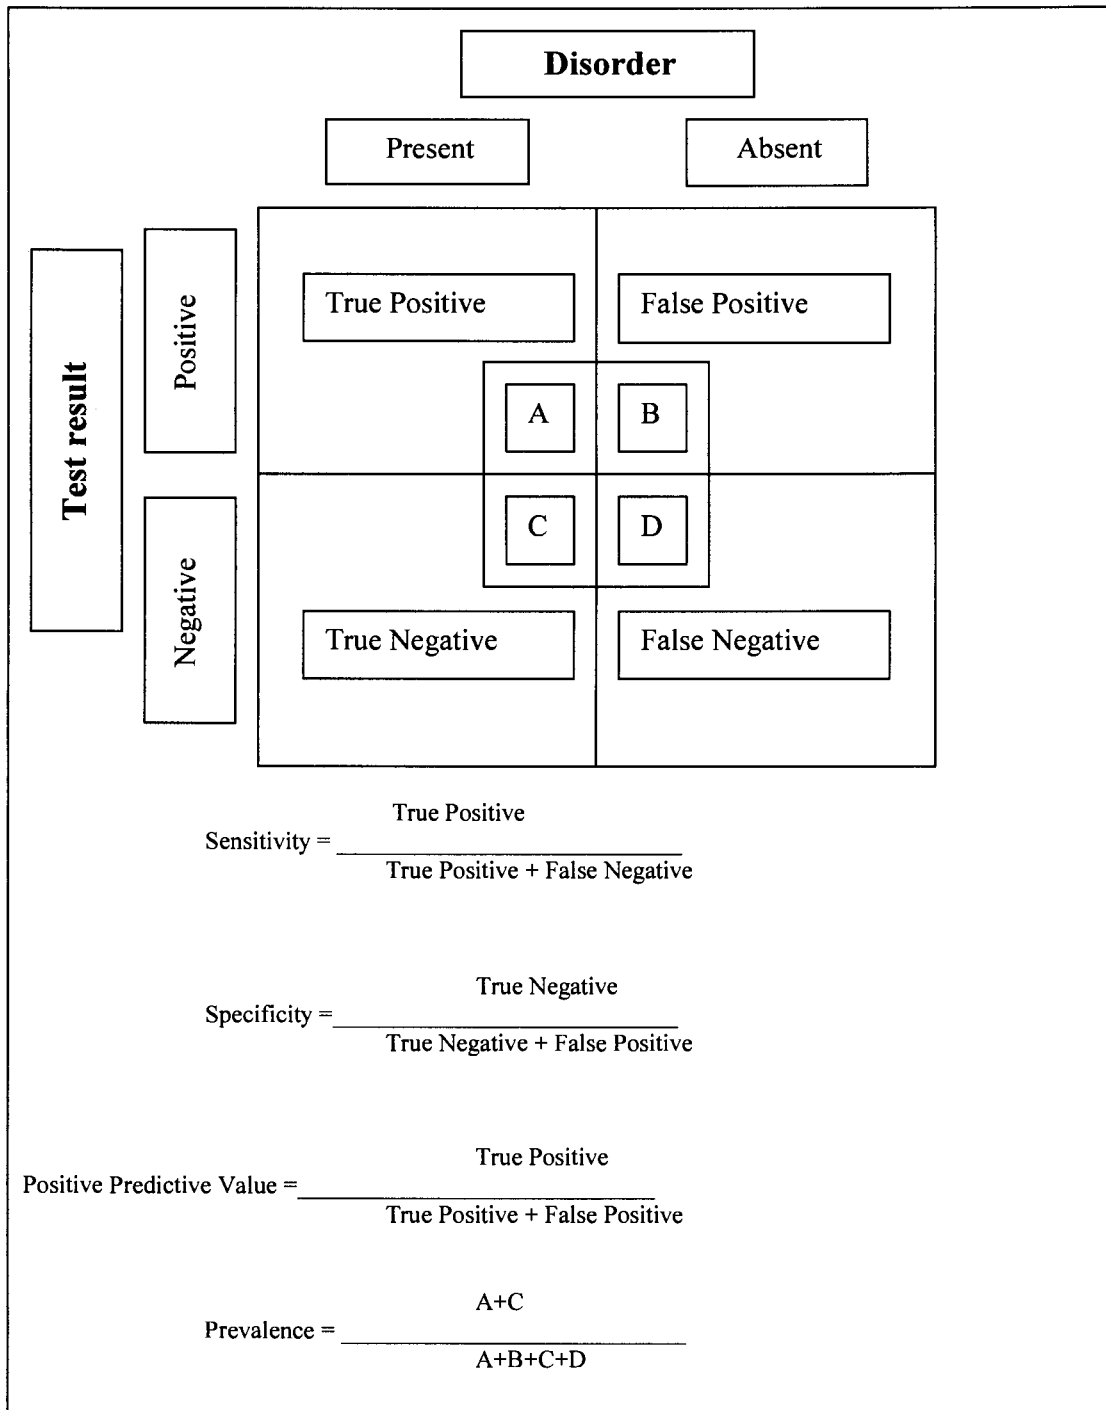 Disorder
Present
Absent
Test result
Positive
Negative
True Positive
False Positive
A
B
C
D
True Negative
False Negative
True Positive
Sensitivity =
True Positive + False Negative
True Negative
Specificity =
True Negative + False Positive
True Positive
Positive Predictive Value =
True Positive + False Positive
A+C
Prevalence =
A+B+C+D